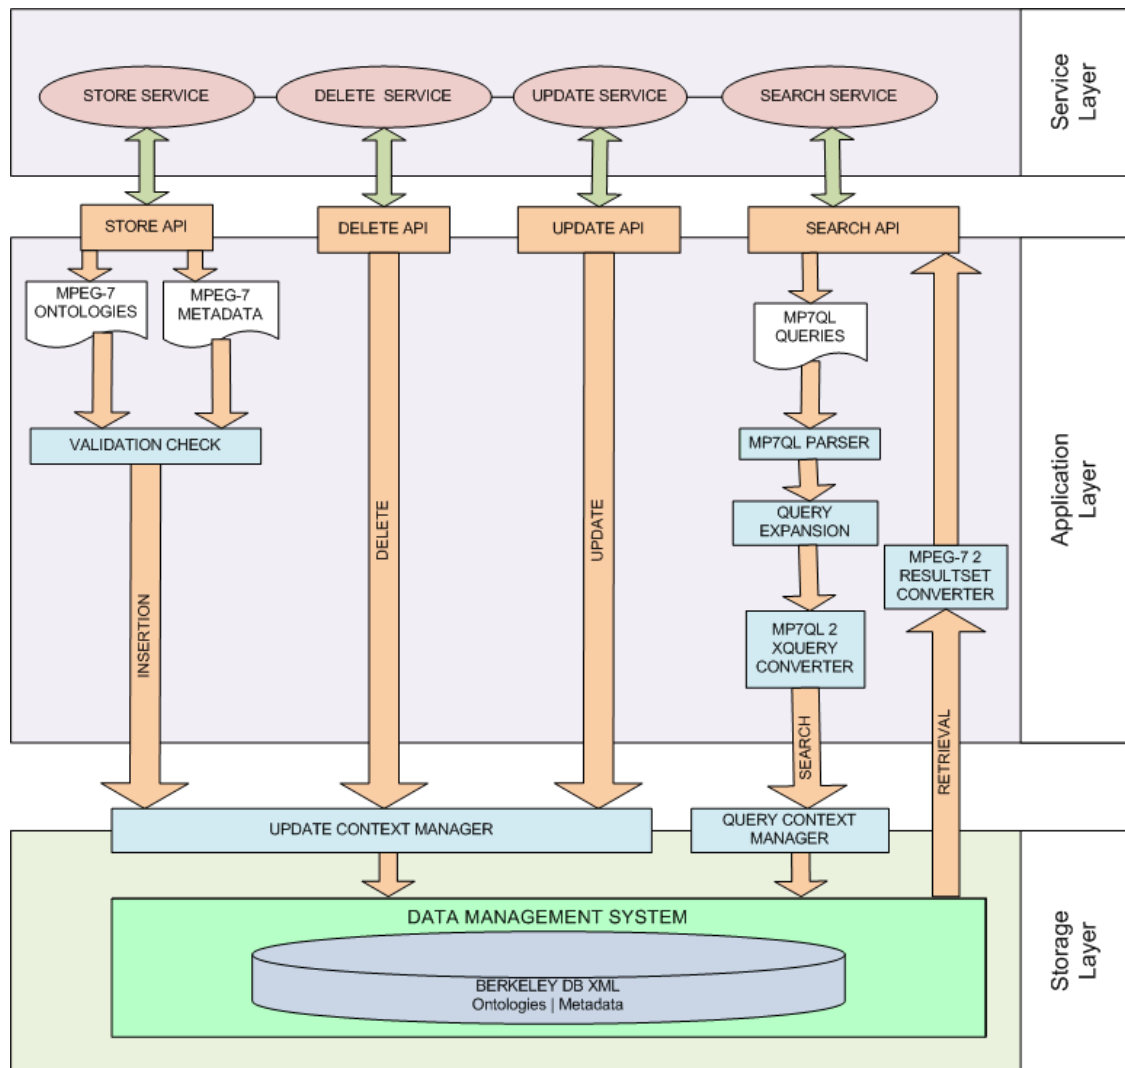 STORE SERVICE
DELETE SERVICE
UPDATE SERVICE
SEARCH SERVICE
Service
Layer
STORE API
DELETE API
UPDATE API
SEARCH API
MPEG-7
ONTOLOGIES
MPEG-7
METADATA
MP7QL
QUERIES
VALIDATION CHECK
MP7QL PARSER
QUERY
EXPANSION
MPEG-7 2
RESULTSET
CONVERTER
MP7QL 2
XQUERY
CONVERTER
INSERTION
DELETE
UPDATE
SEARCH
RETRIEVAL
Application
Layer
UPDATE CONTEXT MANAGER
QUERY CONTEXT
MANAGER
DATA MANAGEMENT SYSTEM
BERKELEY DB XML
Ontologies | Metadata
Storage
Layer